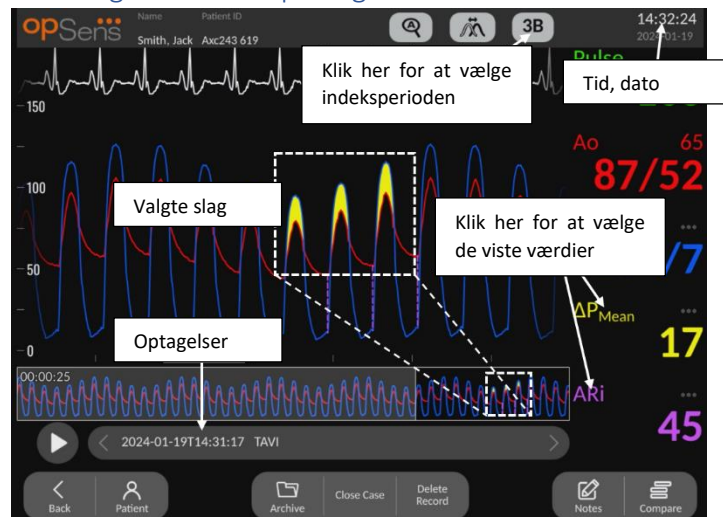 opSens
Name Patient ID
Smith, Jack Axc243 619
3B
14:32:24
2024-01-19
Klik her for at vælge
indeksperioden
Tid, dato
Pulse
150
Ao 65
87/52
100
Valgte slag
Klik her for at vælge
de viste værdier
/7
50
ΔPMean
17
Optagelser
0
00:00:25
ARi
45
2024-01-19T14:31:17 TAVI
Back Patient Archive Close Case Delete
Record Notes Compare